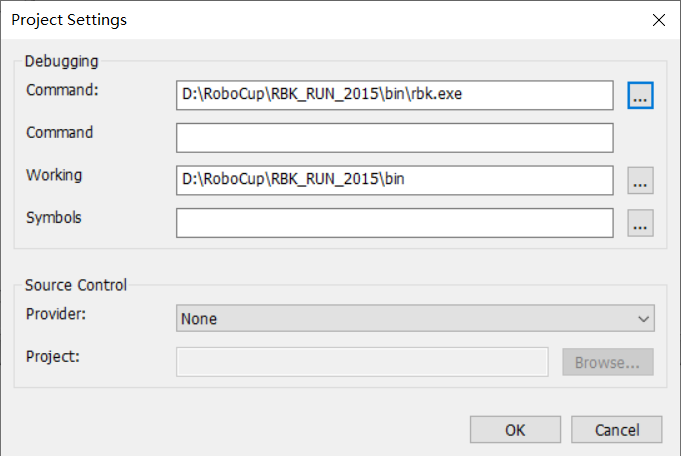 Project Settings
Debugging
Command:
D:\RoboCup\RBK_RUN_2015\bin\rbk.exe
...
Command
Working
D:\RoboCup\RBK_RUN_2015\bin
...
Symbols
...
Source Control
Provider:
None
Project:
Browse...
OK
Cancel